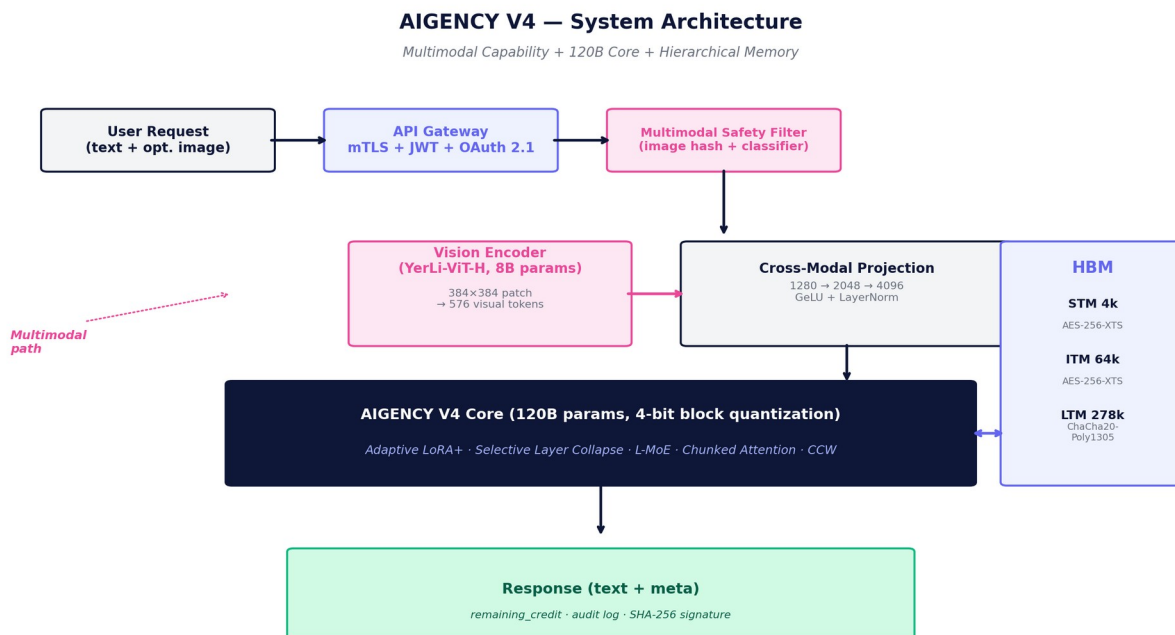 AIGENCY V4 — System Architecture
Multimodal Capability + 120B Core + Hierarchical Memory
User Request
(text + opt. image)
API Gateway
mTLS + JWT + OAuth 2.1
Multimodal Safety Filter
(image hash + classifier)
Multimodal
path
Vision Encoder
(YerLi-ViT-H, 8B params)
384×384 patch
→ 576 visual tokens
Cross-Modal Projection
1280 → 2048 → 4096
GeLU + LayerNorm
HBM
STM 4k
AES-256-XTS
ITM 64k
AES-256-XTS
LTM 278k
ChaCha20-
Poly1305
AIGENCY V4 Core (120B params, 4-bit block quantization)
Adaptive LoRA+ · Selective Layer Collapse · L-MoE · Chunked Attention · CCW
Response (text + meta)
remaining_credit · audit log · SHA-256 signature